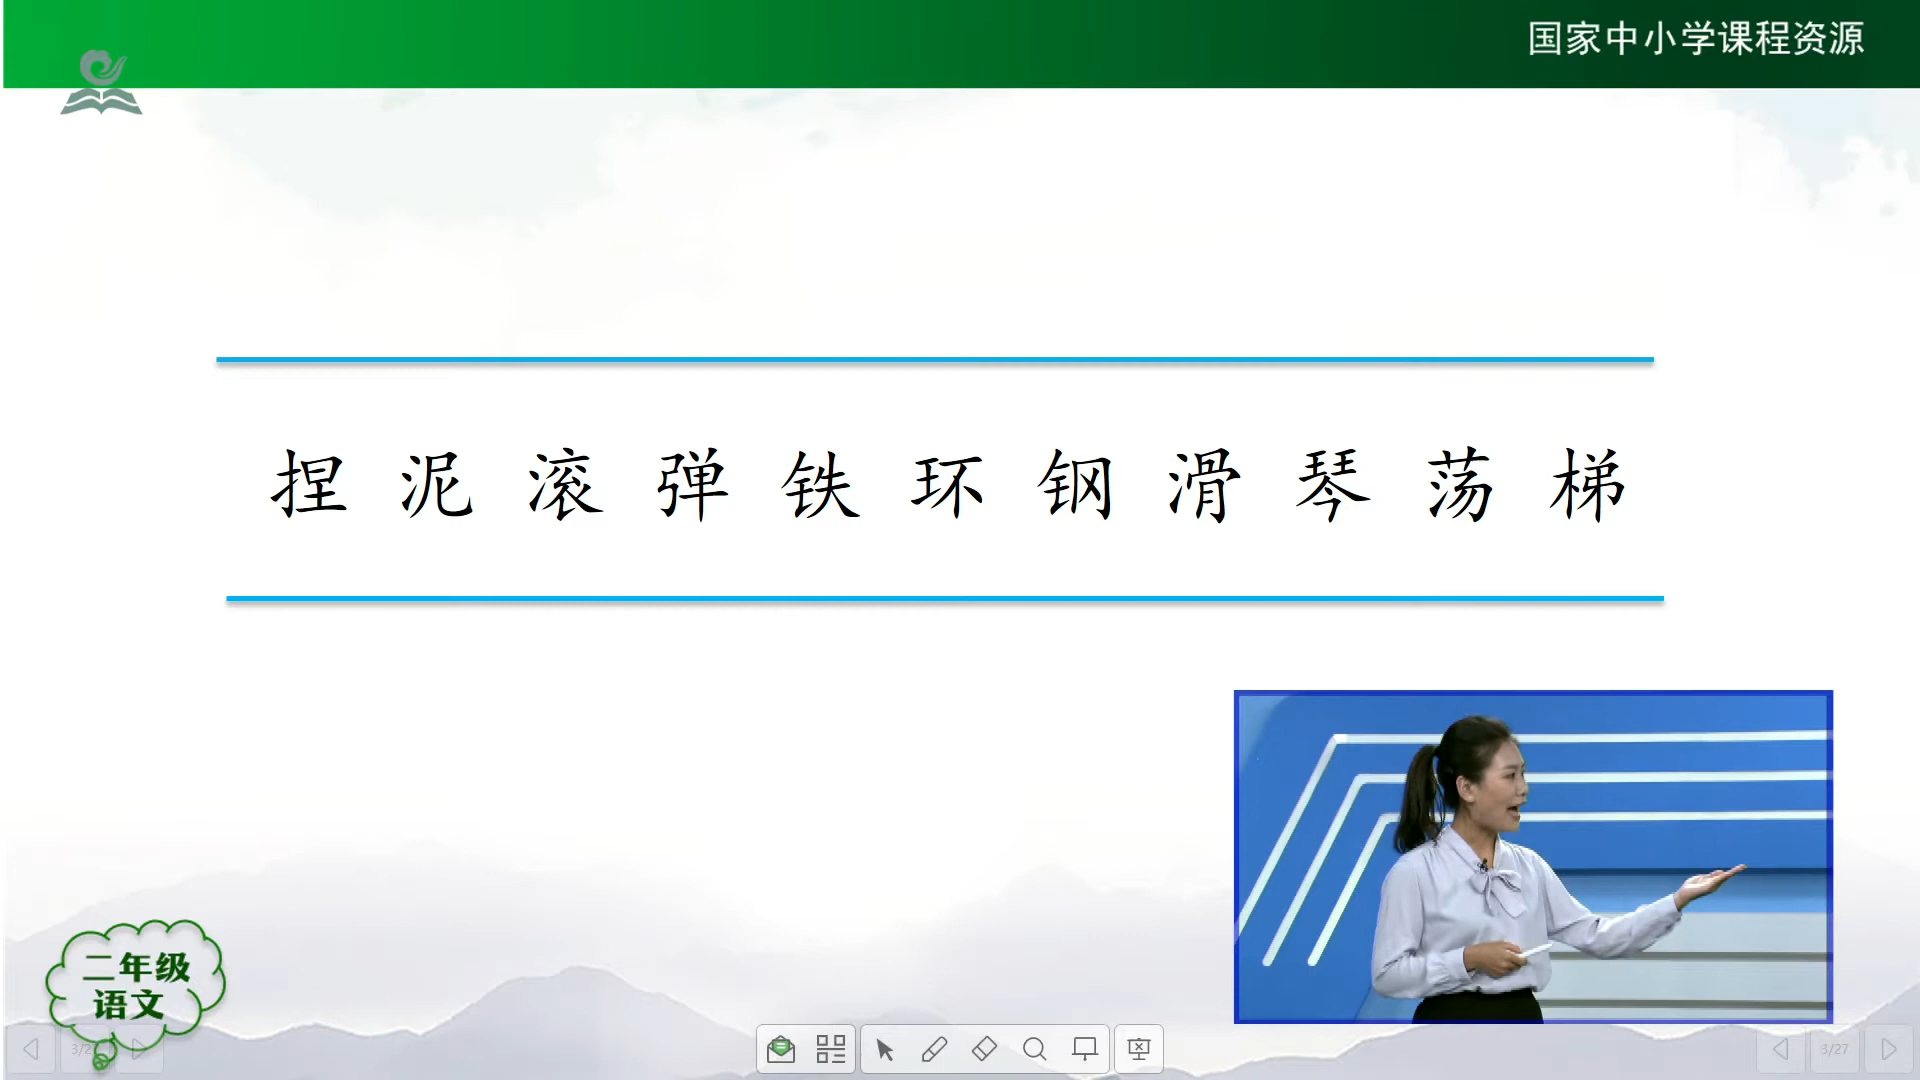 国家中小学课程资源
捏 泥 滚 弹 铁 环 钢 滑 琴 荡 梯
二年级
语文
3/27